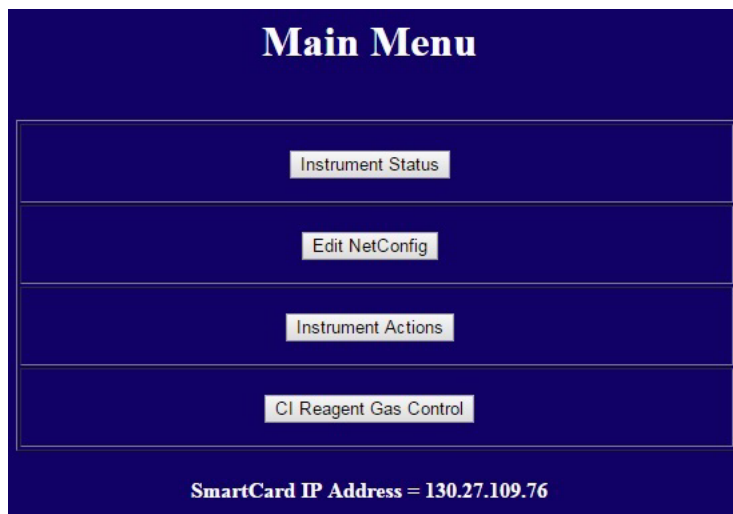 Main Menu
Instrument Status
Edit NetConfig
Instrument Actions
CI Reagent Gas Control
SmartCard IP Address = 130.27.109.76